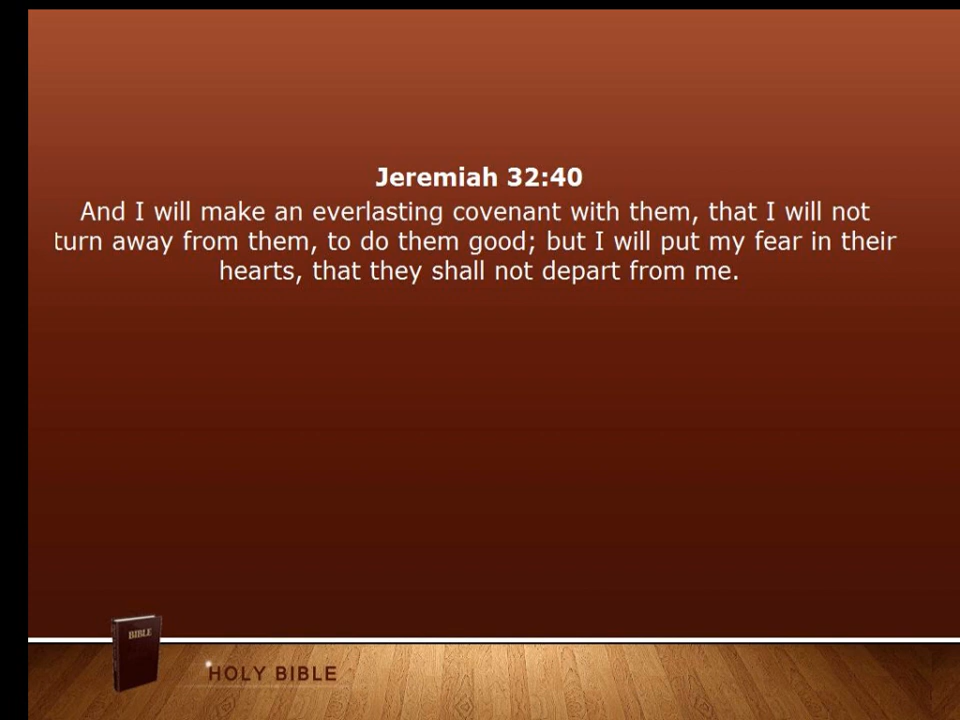 Jeremiah 32:40
And I will make an everlasting covenant with them, that I will not
turn away from them, to do them good; but I will put my fear in their
hearts, that they shall not depart from me.
BIBLE
HOLY BIBLE